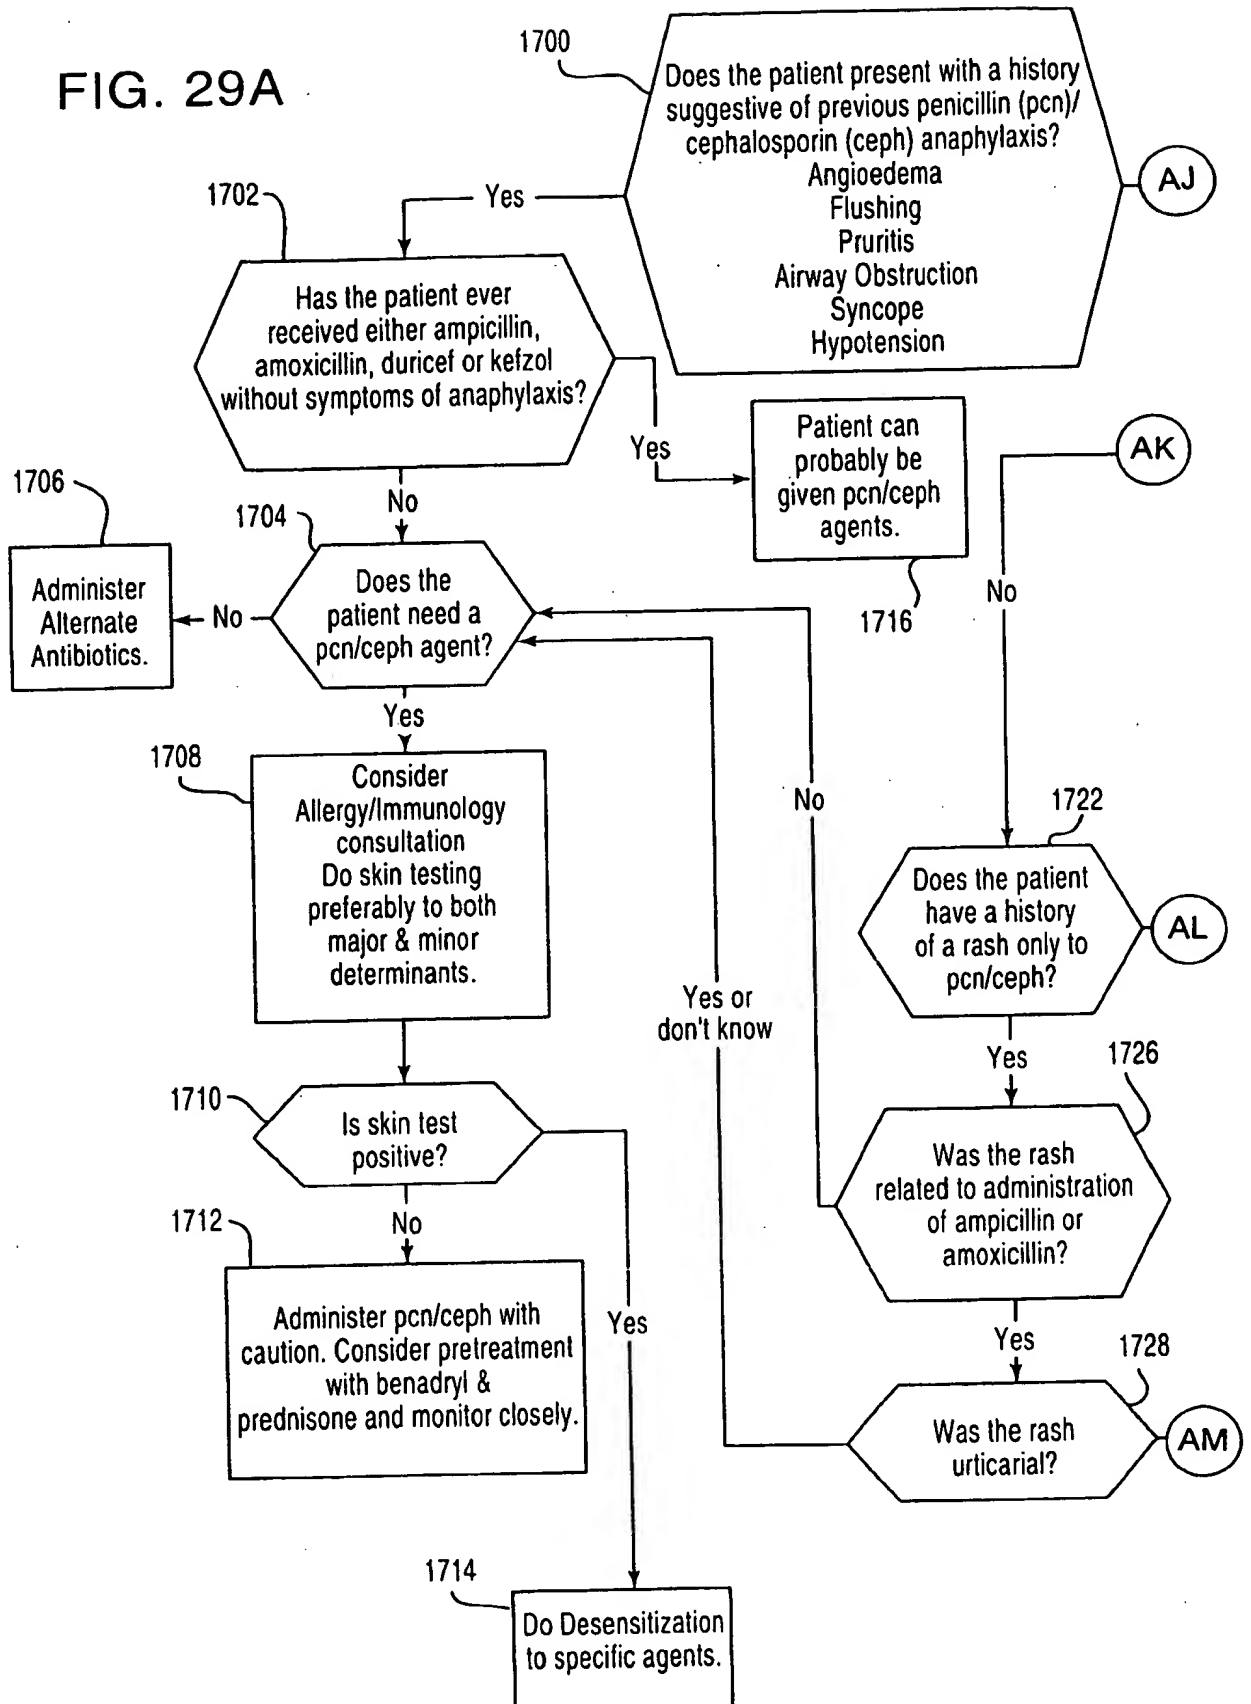 FIG. 29A
1700
Does the patient present with a history
suggestive of previous penicillin (pcn)/
cephalosporin (ceph) anaphylaxis?
Angioedema
Flushing
Pruritis
Airway Obstruction
Syncope
Hypotension
AJ
Yes
1702
Has the patient ever
received either ampicillin,
amoxicillin, duricef or kefzol
without symptoms of anaphylaxis?
Yes
Patient can
probably be
given pcn/ceph
agents.
1716
AK
No
No
1706
Administer
Alternate
Antibiotics.
No
1704
Does the
patient need a
pcn/ceph agent?
Yes
1708
Consider
Allergy/Immunology
consultation
Do skin testing
preferably to both
major & minor
determinants.
No
Yes or
don't know
1722
Does the patient
have a history
of a rash only to
pcn/ceph?
AL
Yes
1710
Is skin test
positive?
No
Yes
1726
Was the rash
related to administration
of ampicillin or
amoxicillin?
Yes
1712
Administer pcn/ceph with
caution. Consider pretreatment
with benadryl &
prednisone and monitor closely.
1728
Was the rash
urticarial?
AM
1714
Do Desensitization
to specific agents.